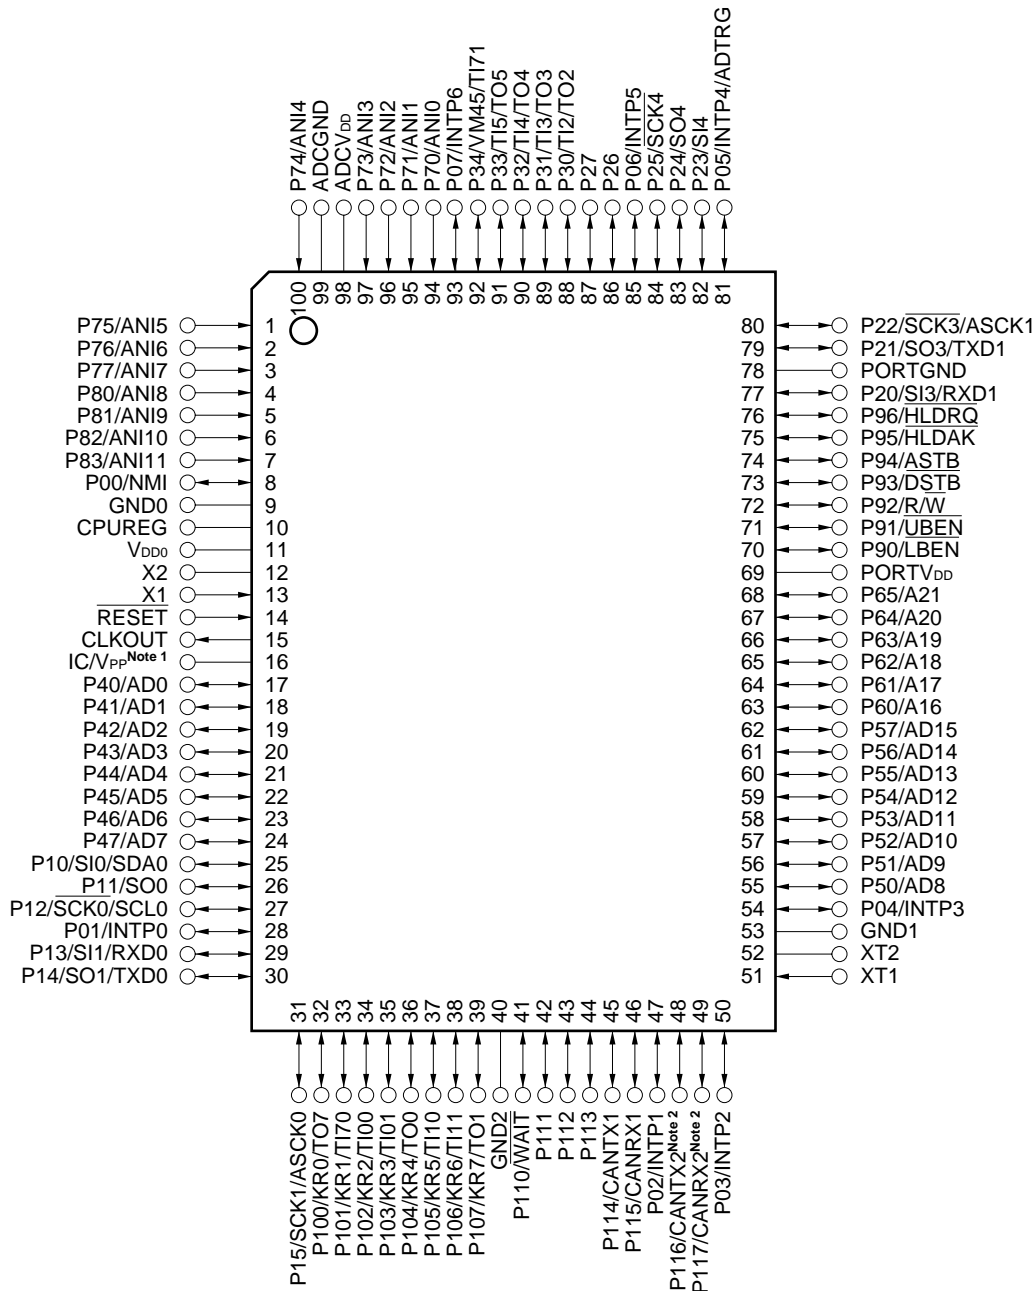 P74/ANI4
ADCGND
ADCVDD
P73/ANI3
P72/ANI2
P71/ANI1
P70/ANI0
P07/INTP6
P34/VM45/TI71
P33/TI5/TO5
P32/TI4/TO4
P31/TI3/TO3
P30/TI2/TO2
P27
P26
P06/INTP5
P25/SCK4
P24/SO4
P23/SI4
P05/INTP4/ADTRG
100
99
98
97
96
95
94
93
92
91
90
89
88
87
86
85
84
83
82
81
P75/ANI5 1
P76/ANI6 2
P77/ANI7 3
P80/ANI8 4
P81/ANI9 5
P82/ANI10 6
P83/ANI11 7
P00/NMI 8
GND0 9
CPUREG 10
VDD0 11
X2 12
X1 13
RESET 14
CLKOUT 15
IC/VPP Note 1 16
P40/AD0 17
P41/AD1 18
P42/AD2 19
P43/AD3 20
P44/AD4 21
P45/AD5 22
P46/AD6 23
P47/AD7 24
P10/SI0/SDA0 25
P11/SO0 26
P12/SCK0/SCL0 27
P01/INTP0 28
P13/SI1/RXD0 29
P14/SO1/TXD0 30
80 P22/SCK3/ASCK1
79 P21/SO3/TXD1
78 PORTGND
77 P20/SI3/RXD1
76 P96/HLDRQ
75 P95/HLDAK
74 P94/ASTB
73 P93/DSTB
72 P92/R/W
71 P91/UBEN
70 P90/LBEN
69 PORTVDD
68 P65/A21
67 P64/A20
66 P63/A19
65 P62/A18
64 P61/A17
63 P60/A16
62 P57/AD15
61 P56/AD14
60 P55/AD13
59 P54/AD12
58 P53/AD11
57 P52/AD10
56 P51/AD9
55 P50/AD8
54 P04/INTP3
53 GND1
52 XT2
51 XT1
31
32
33
34
35
36
37
38
39
40
41
42
43
44
45
46
47
48
49
50
P15/SCK1/ASCK0
P100/KR0/TO7
P101/KR1/TI70
P102/KR2/TI00
P103/KR3/TI01
P104/KR4/TO0
P105/KR5/TI10
P106/KR6/TI11
P107/KR7/TO1
GND2
P110/WAIT
P111
P112
P113
P114/CANTX1
P115/CANRX1
P02/INTP1
P116/CANTX2 Note 2
P117/CANRX2 Note 2
P03/INTP2